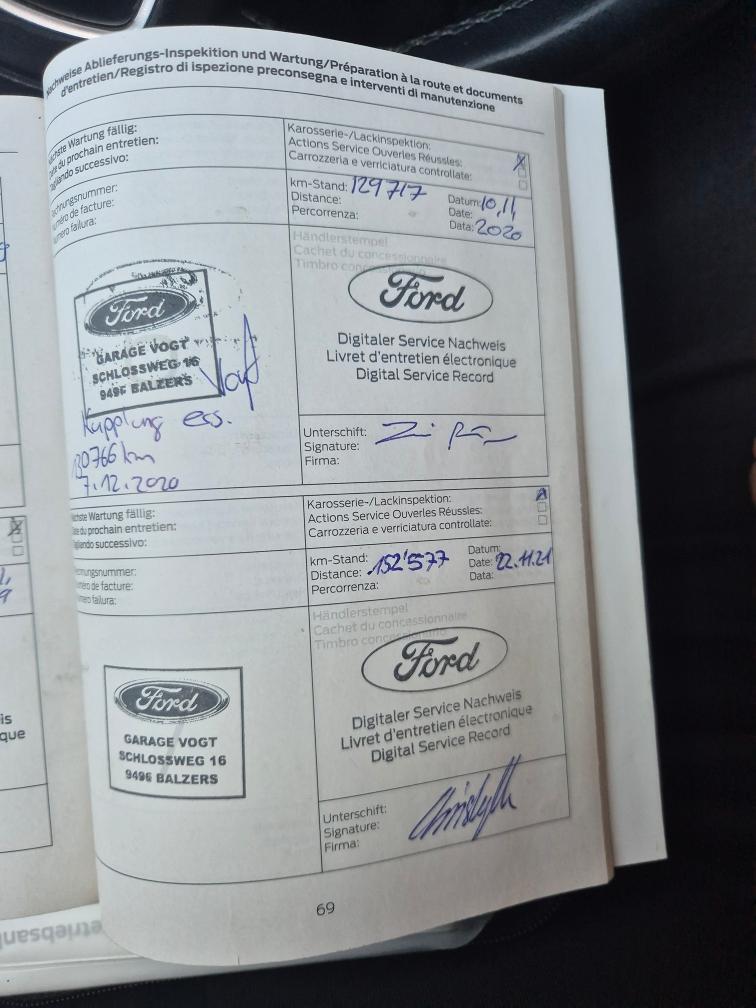 Nachweise Ablieferungs-Inspekition und Wartung/Préparation à la route et documents
d'entretien/Registro di ispezione preconsegna e interventi di manutenzione
Nächste Wartung fällig:
Date du prochain entretien:
Tagliando successivo:
Karosserie-/Lackinspektion:
Actions Service Ouverles Réussles:
Carrozzeria e verriciatura controllate:
Rechnungsnummer:
Numéro de facture:
Numero failura:
km-Stand: 129717
Distance:
Percorrenza:
Datum: 10,11,
Date:
Data: 2020
Händlerstempel
Cachet du concessionnaire
Timbro concessionario
Ford
GARAGE VOGT
SCHLOSSWEG 16
9496 BALZERS
Kupplung ers.
130766 km
7.12.2020
Ford
Digitaler Service Nachweis
Livret d'entretien électronique
Digital Service Record
Unterschift:
Signature:
Firma:
Nächste Wartung fällig:
Date du prochain entretien:
Tagliando successivo:
Karosserie-/Lackinspektion:
Actions Service Ouverles Réussles:
Carrozzeria e verriciatura controllate:
Rechnungsnummer:
Numéro de facture:
Numero failura:
km-Stand:
Distance: 152'577
Percorrenza:
Datum:
Date: 22.11.21
Data:
Händlerstempel
Cachet du concessionnaire
Timbro concessionario
Ford
GARAGE VOGT
SCHLOSSWEG 16
9496 BALZERS
Ford
Digitaler Service Nachweis
Livret d'entretien électronique
Digital Service Record
Unterschift:
Signature:
Firma:
69